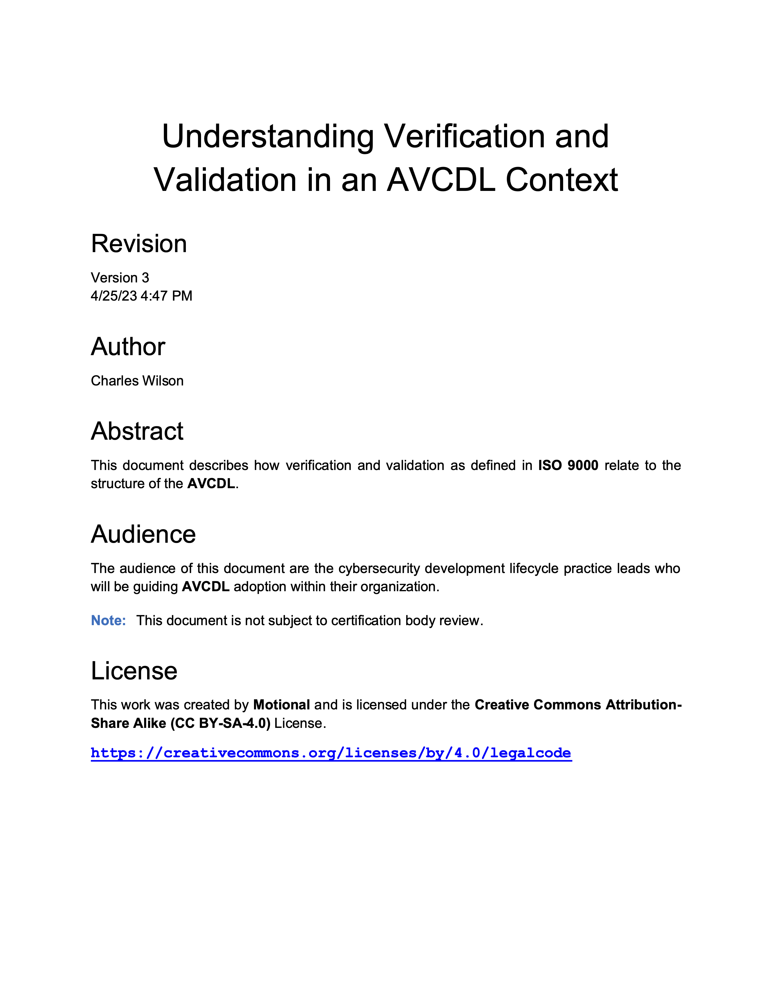 Understanding Verification and
Validation in an AVCDL Context
Revision
Version 3
4/25/23 4:47 PM
Author
Charles Wilson
Abstract
This document describes how verification and validation as defined in ISO 9000 relate to the
structure of the AVCDL.
Audience
The audience of this document are the cybersecurity development lifecycle practice leads who
will be guiding AVCDL adoption within their organization.
Note: This document is not subject to certification body review.
License
This work was created by Motional and is licensed under the Creative Commons Attribution-
Share Alike (CC BY-SA-4.0) License.
https://creativecommons.org/licenses/by/4.0/legalcode